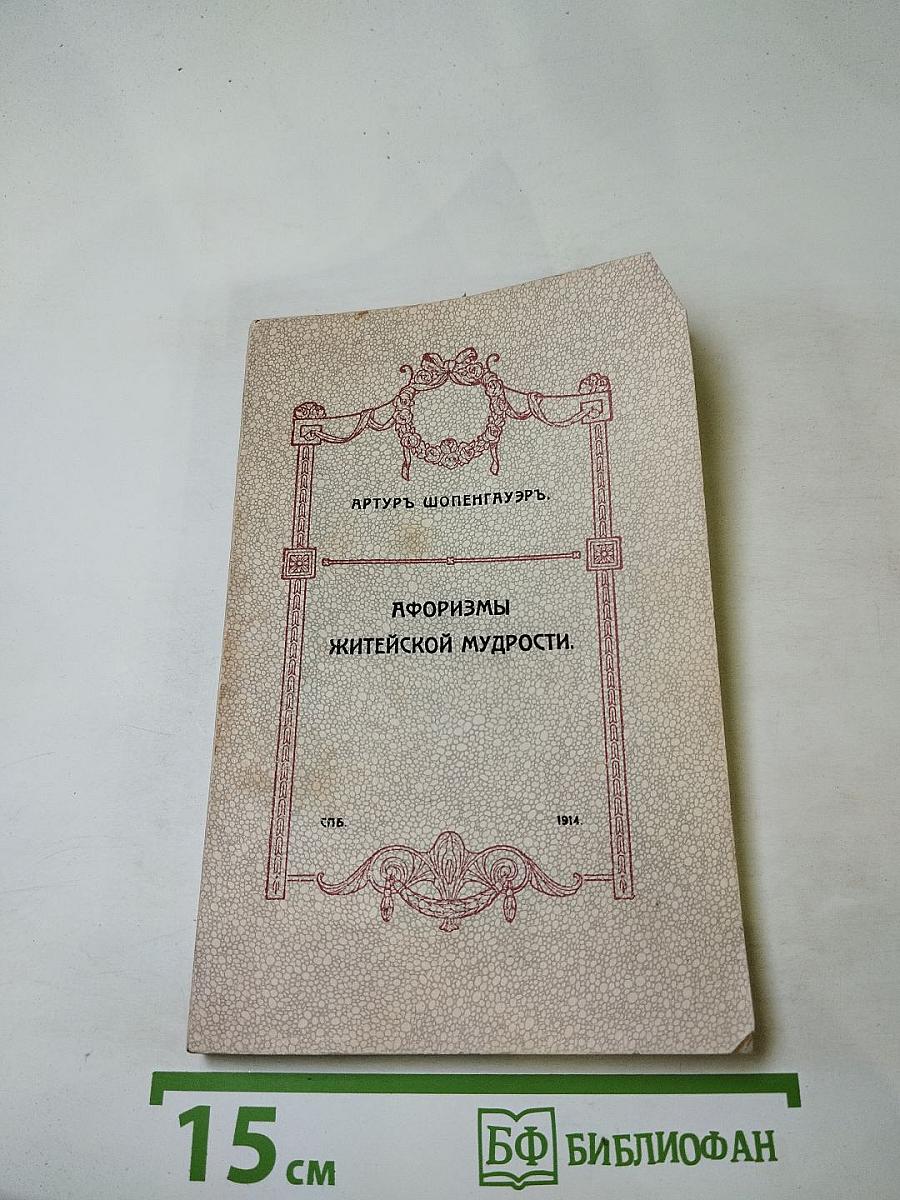 АРТУРЪ ШОПЕНГАУЭРЪ.
АФОРИЗМЫ
ЖИТЕЙСКОЙ МУДРОСТИ.
СПБ. 1914.
15 см
БФ БИБЛИОФАН